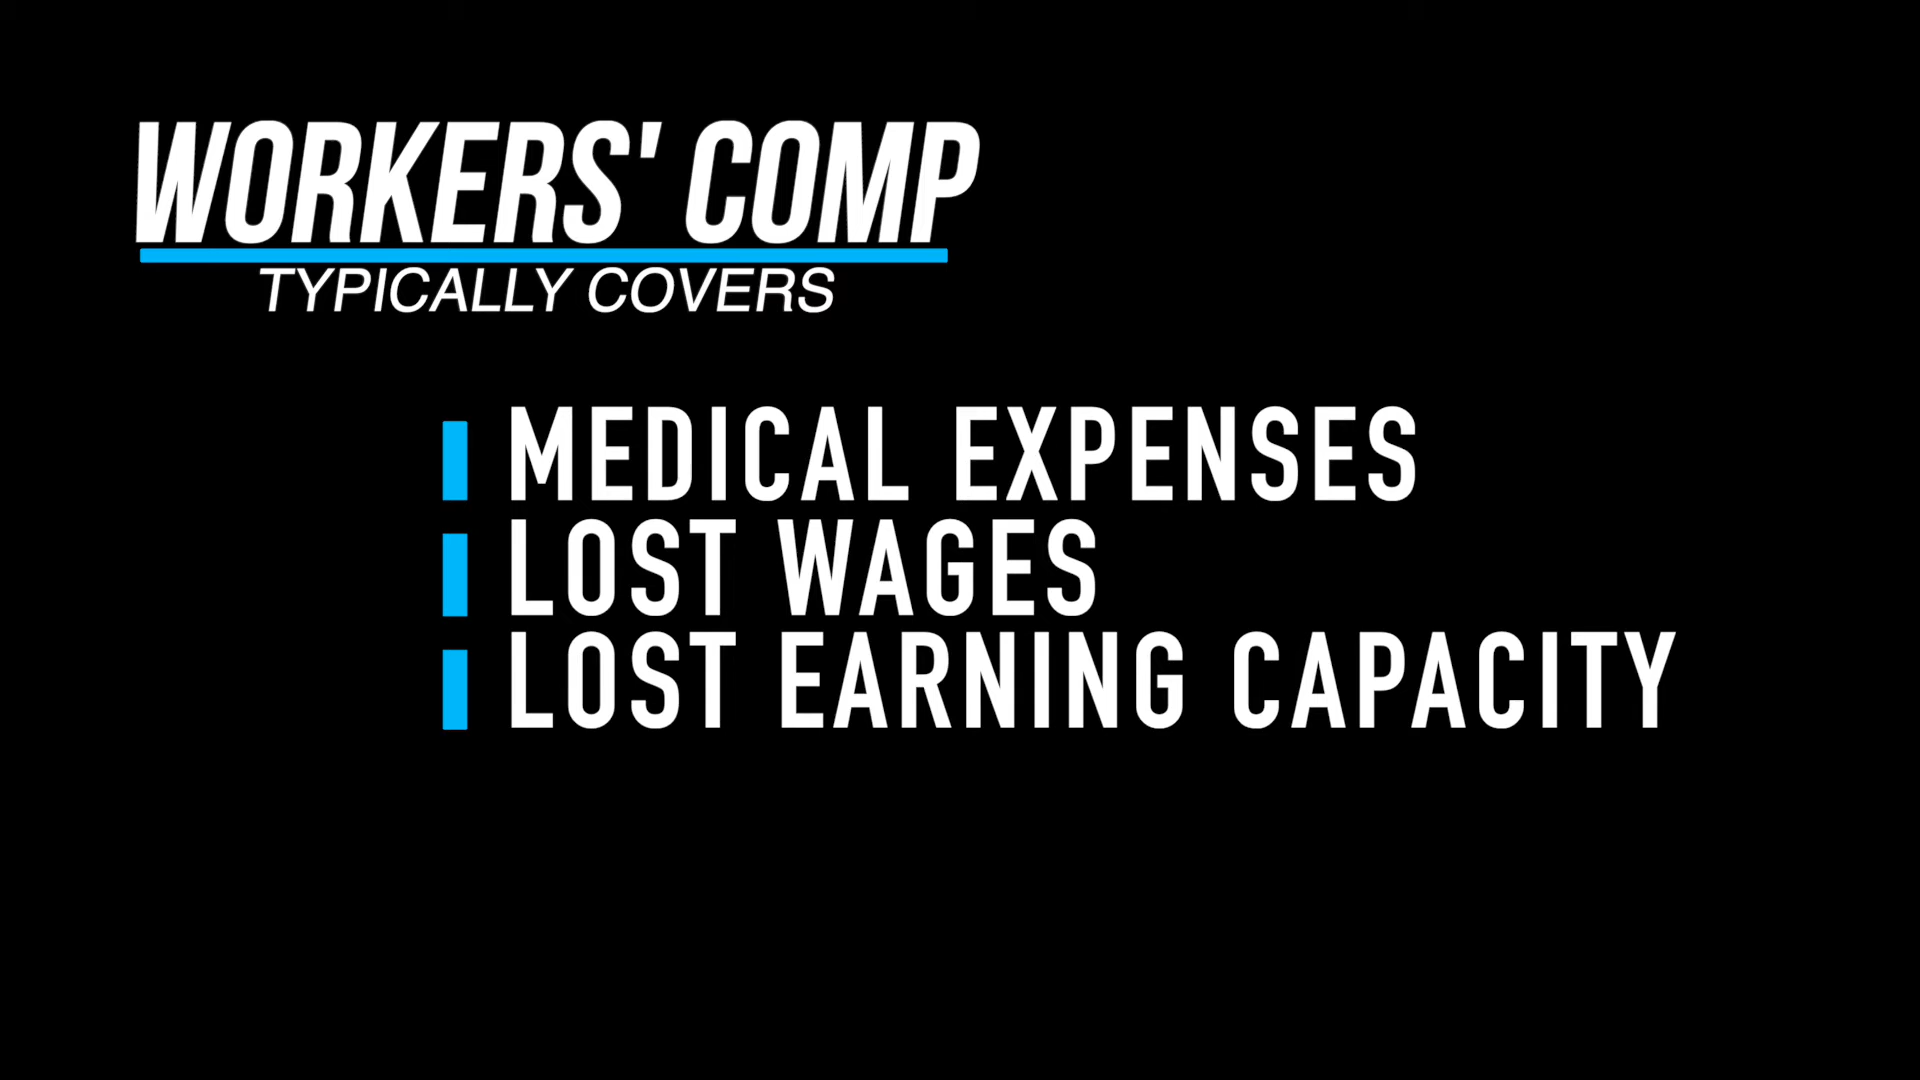 WORKERS' COMP
TYPICALLY COVERS
MEDICAL EXPENSES
LOST WAGES
LOST EARNING CAPACITY